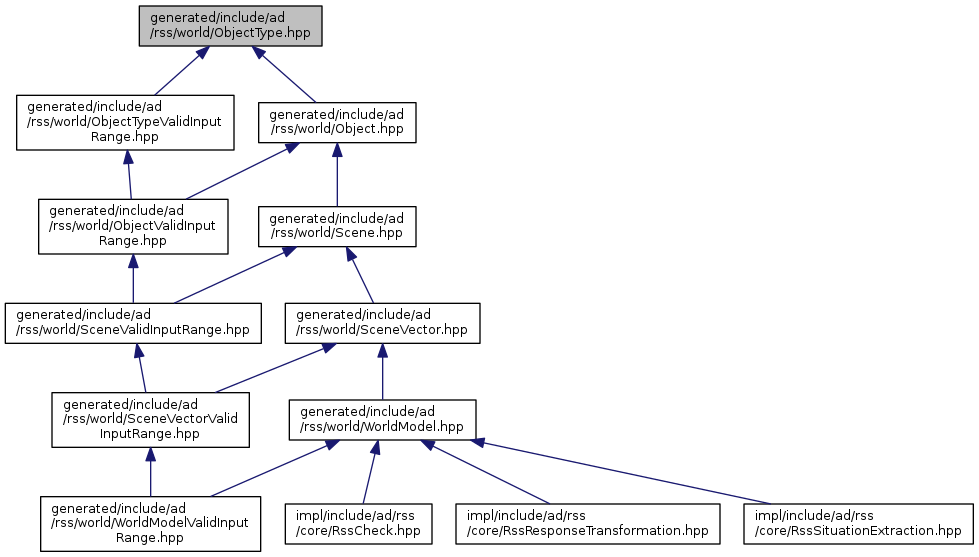 generated/include/ad
/rss/world/ObjectType.hpp
generated/include/ad
/rss/world/ObjectTypeValidInput
Range.hpp
generated/include/ad
/rss/world/Object.hpp
generated/include/ad
/rss/world/ObjectValidInput
Range.hpp
generated/include/ad
/rss/world/Scene.hpp
generated/include/ad
/rss/world/SceneValidInputRange.hpp
generated/include/ad
/rss/world/SceneVector.hpp
generated/include/ad
/rss/world/SceneVectorValid
InputRange.hpp
generated/include/ad
/rss/world/WorldModel.hpp
generated/include/ad
/rss/world/WorldModelValidInput
Range.hpp
impl/include/ad/rss
/core/RssCheck.hpp
impl/include/ad/rss
/core/RssResponseTransformation.hpp
impl/include/ad/rss
/core/RssSituationExtraction.hpp